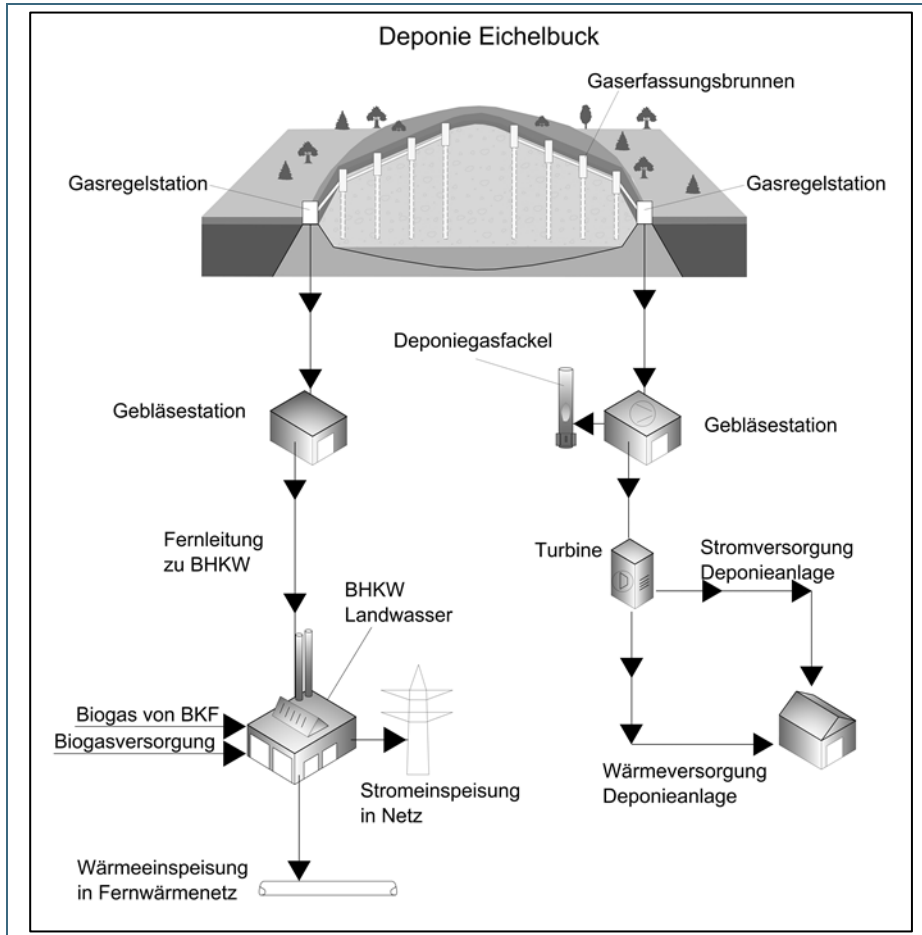 Deponie Eichelbuck
Gaserfassungsbrunnen
Gasregelstation
Gasregelstation
Deponiegasfackel
Gebläsestation
Gebläsestation
Fernleitung
zu BHKW
Turbine
Stromversorgung
Deponieanlage
BHKW
Landwasser
Biogas von BKF
Biogasversorgung
Stromeinspeisung
in Netz
Wärmeversorgung
Deponieanlage
Wärmeeinspeisung
in Fernwärmenetz